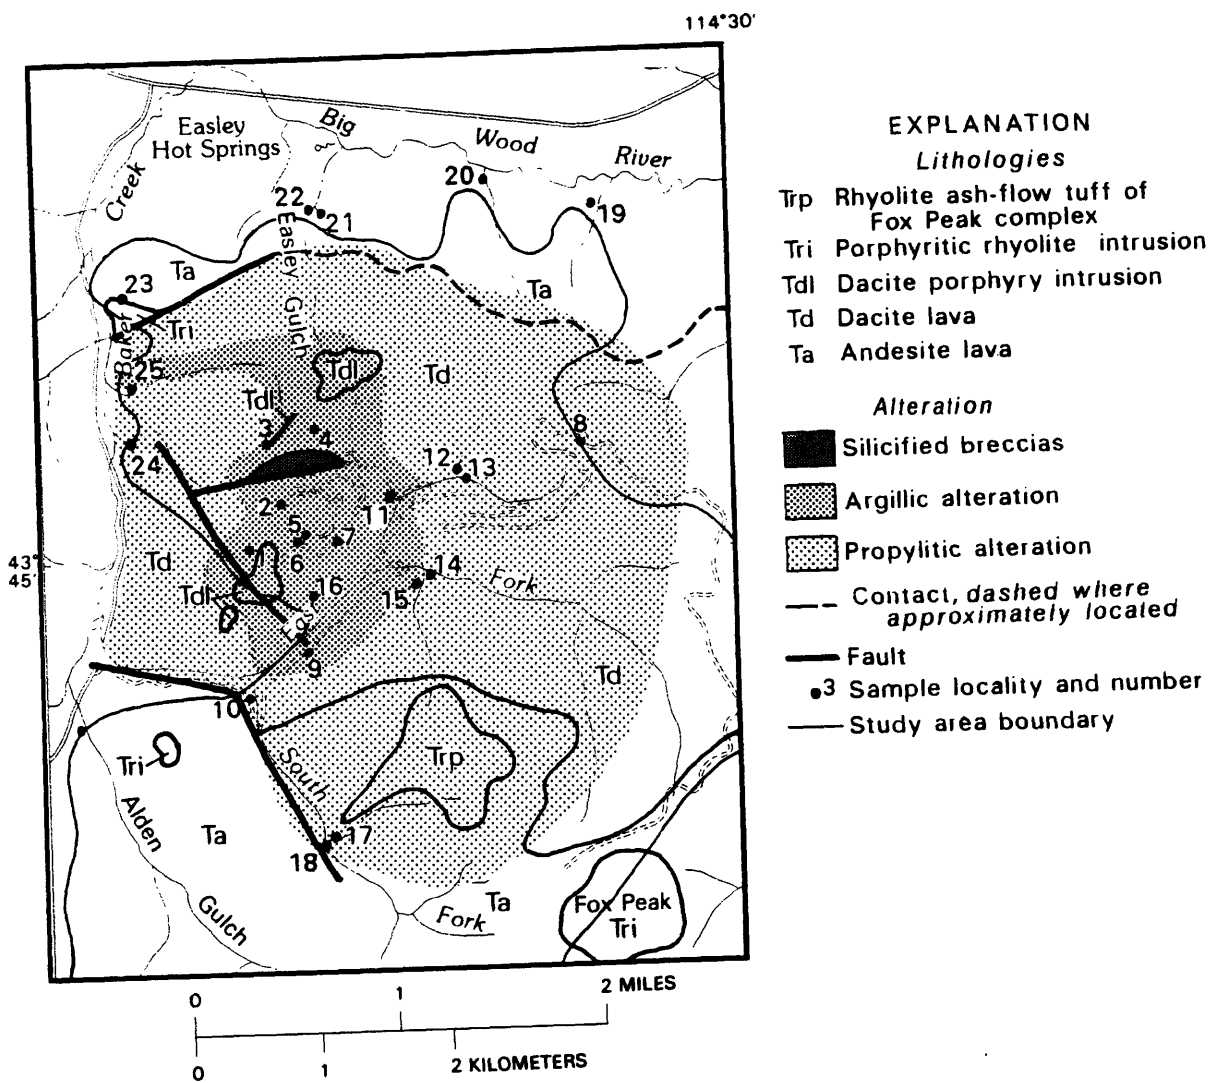 114°30'
Easley
Hot Springs
Big
Wood
River
Creek
20
19
22
21
Easley
Gulch
Ta
23
Ta
Tri
Baker
25
Tdl
Td
Tdl
3
4
8
24
12
13
2
11
5
7
43°
45'
Td
1
6
14
Fork
Tdl
16
15
9
Td
10
Tri
South
Trp
Alden
Ta
17
18
Gulch
Fork
Ta
Fox Peak
Tri
0
1
2 MILES
0
1
2 KILOMETERS
EXPLANATION
Lithologies
Trp Rhyolite ash-flow tuff of
Fox Peak complex
Tri Porphyritic rhyolite intrusion
Tdl Dacite porphyry intrusion
Td Dacite lava
Ta Andesite lava
Alteration
Silicified breccias
Argillic alteration
Propylitic alteration
Contact, dashed where
approximately located
Fault
3 Sample locality and number
Study area boundary